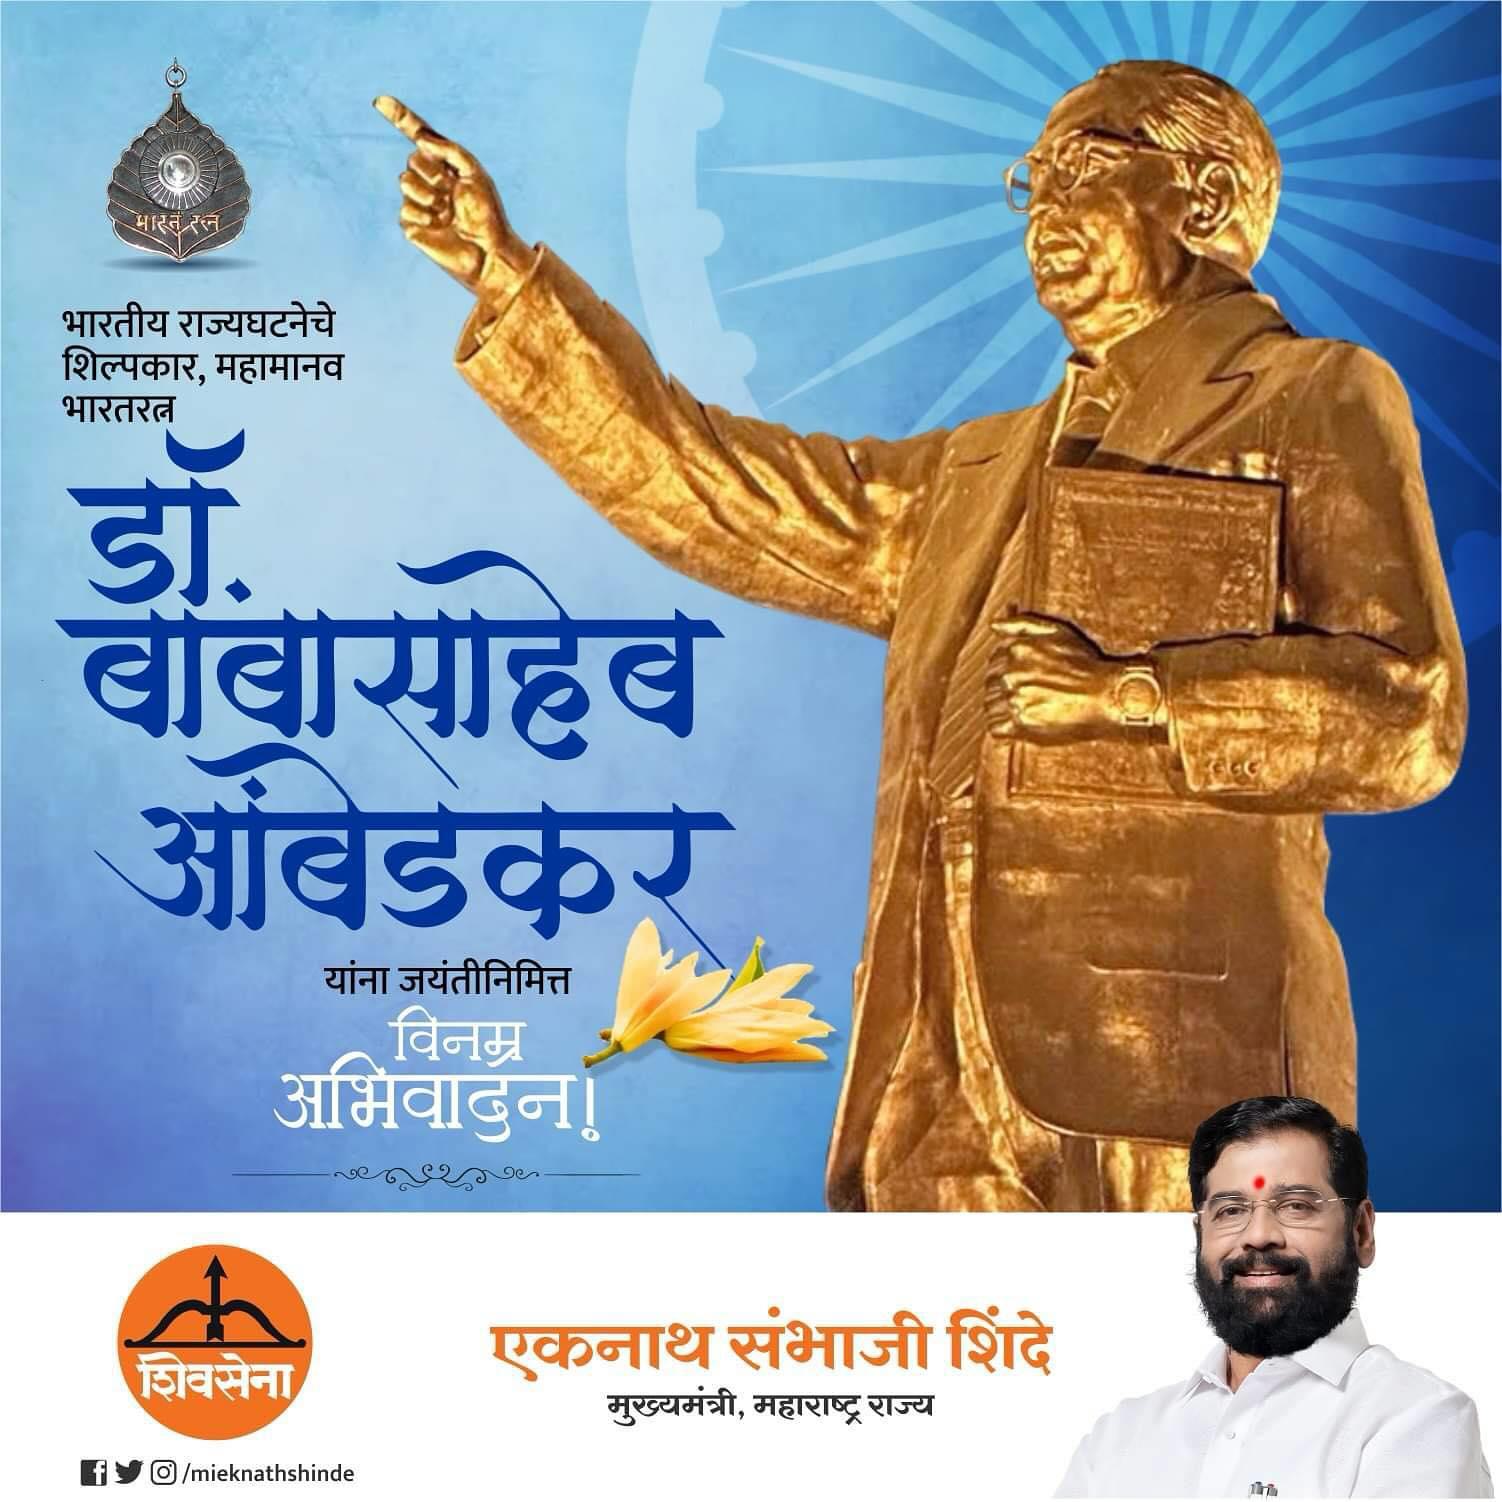 भारत रत्न
भारतीय राज्यघटनेचे
शिल्पकार, महामानव
भारतरत्न
डॉ.
बाबासाहेब
आंबेडकर
यांना जयंतीनिमित्त
विनम्र
अभिवादन!
शिवसेना
/mieknathshinde
एकनाथ संभाजी शिंदे
मुख्यमंत्री, महाराष्ट्र राज्य